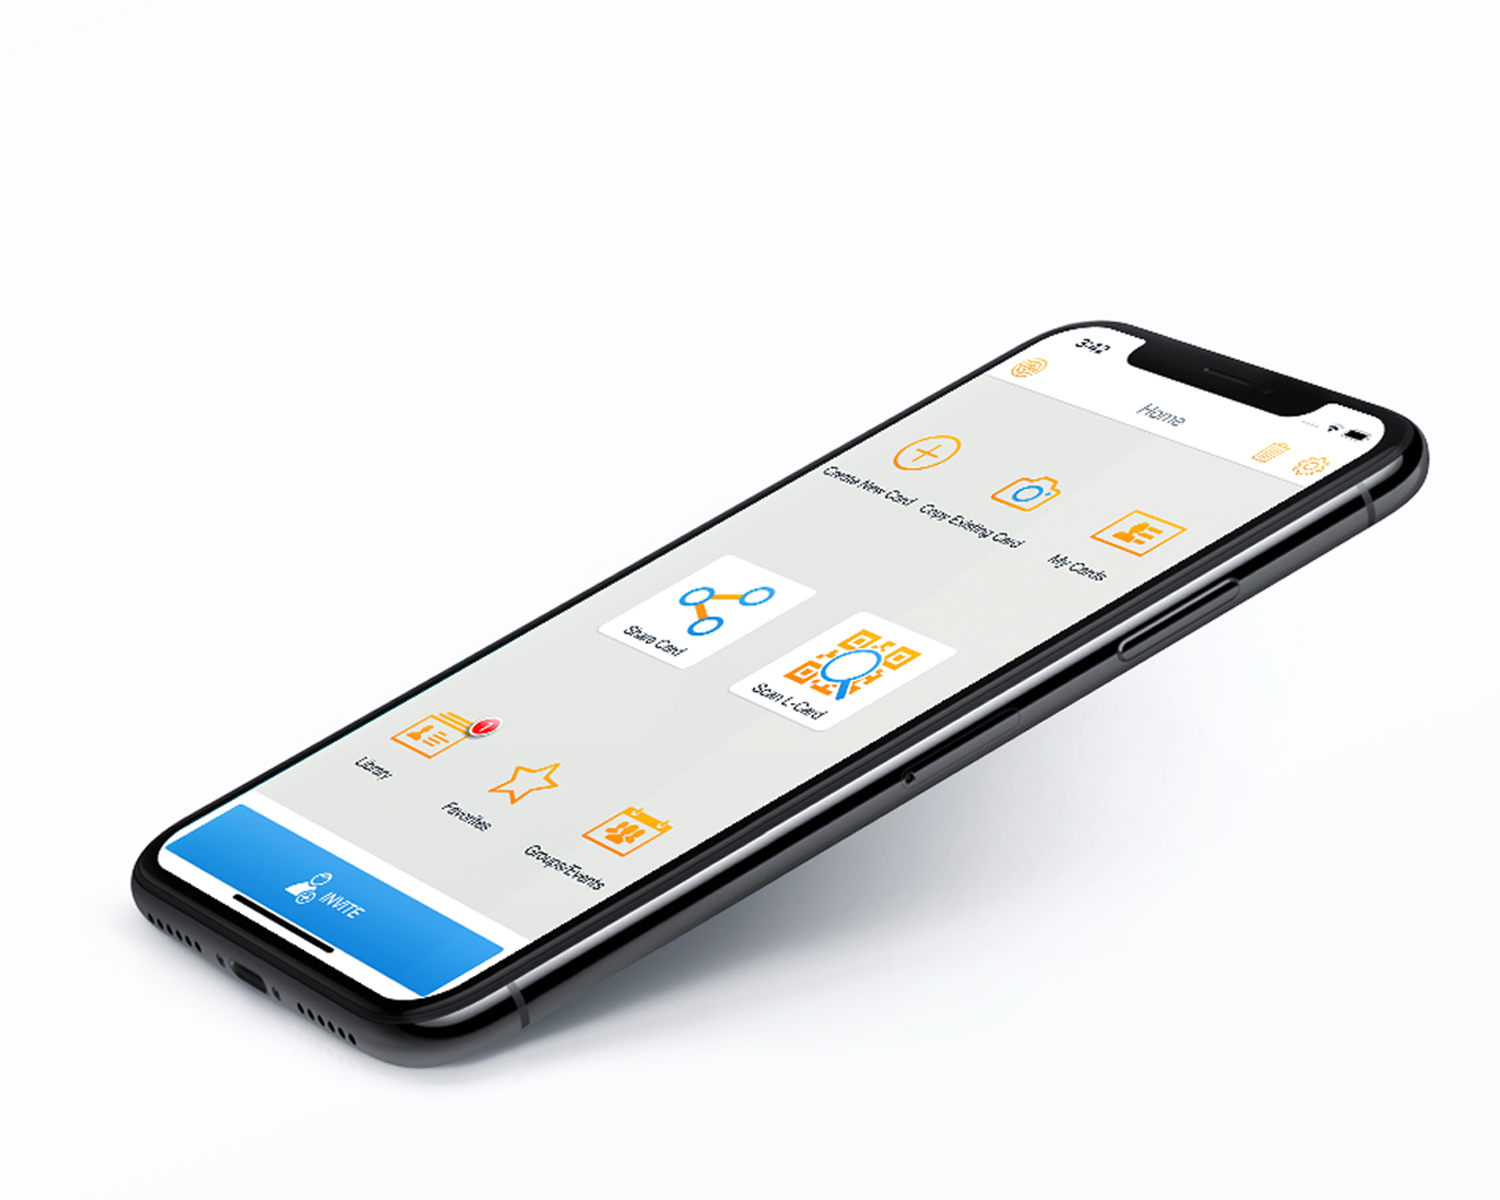 3:42
Home
Create New Card
Copy Existing Card
My Cards
Share Card
Scan L-Card
Library
Favorites
Groups/Events
INVITE